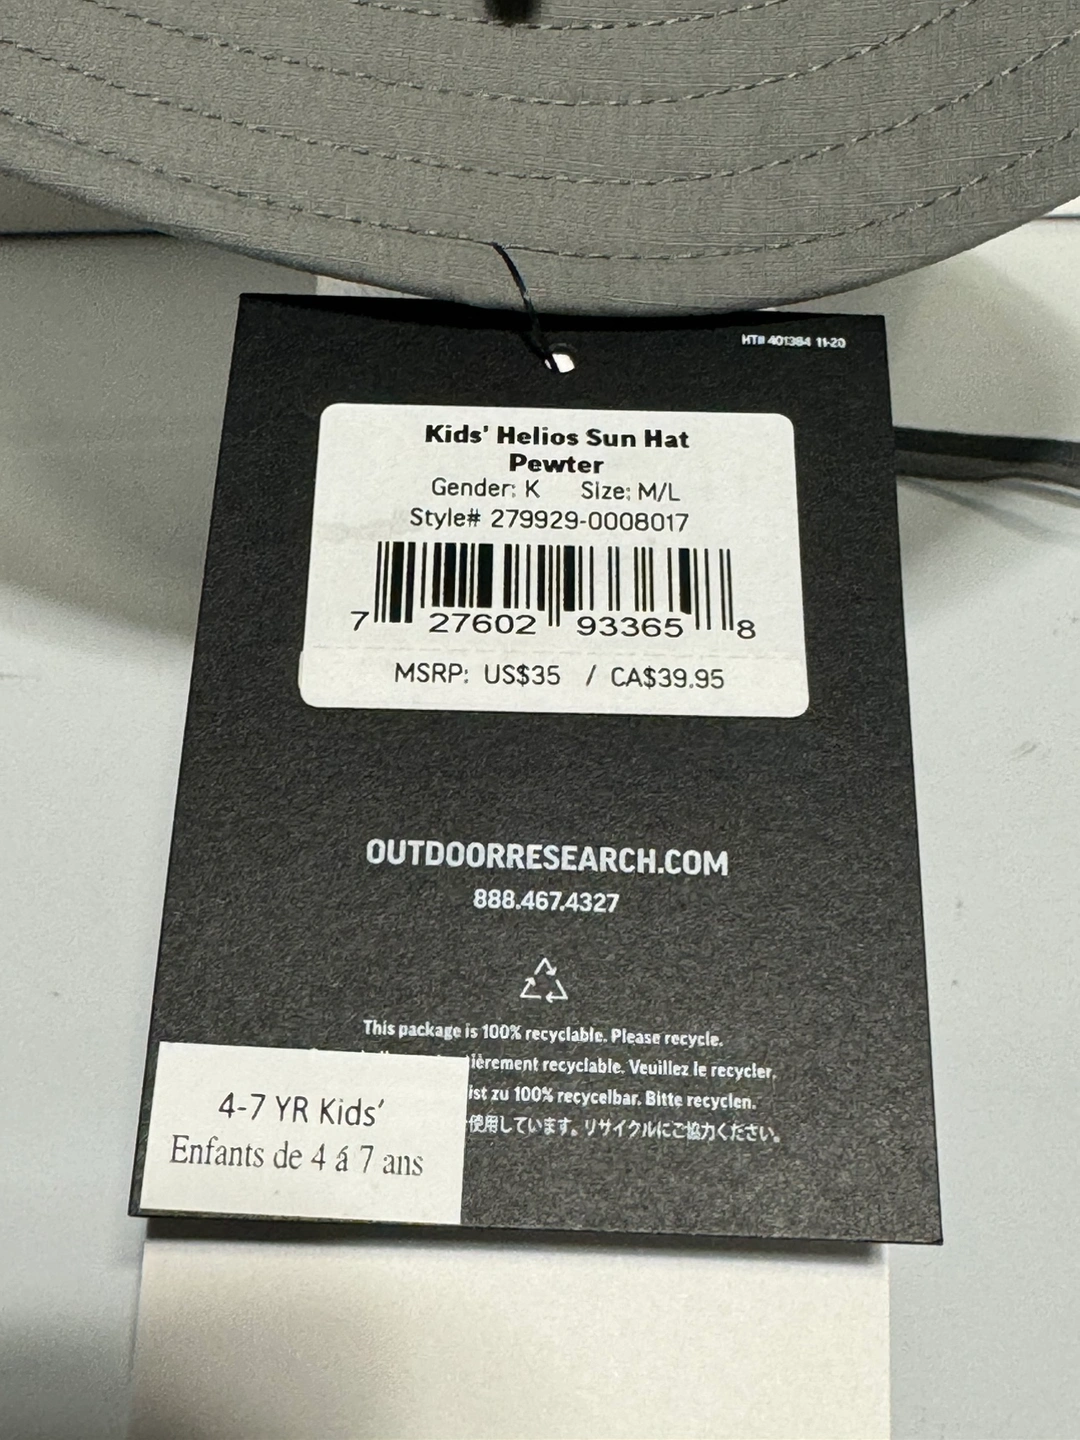 HT# 401384 11-20
Kids' Helios Sun Hat
Pewter
Gender: K Size: M/L
Style# 279929-0008017
7 27602 93365 8
MSRP: US$35 / CA$39.95
OUTDOORRESEARCH.COM
888.467.4327
This package is 100% recyclable. Please recycle.
ièrement recyclable. Veuillez le recycler.
ist zu 100% recycelbar. Bitte recyclen.
使用しています。リサイクルにご協力ください。
4-7 YR Kids'
Enfants de 4 á 7 ans